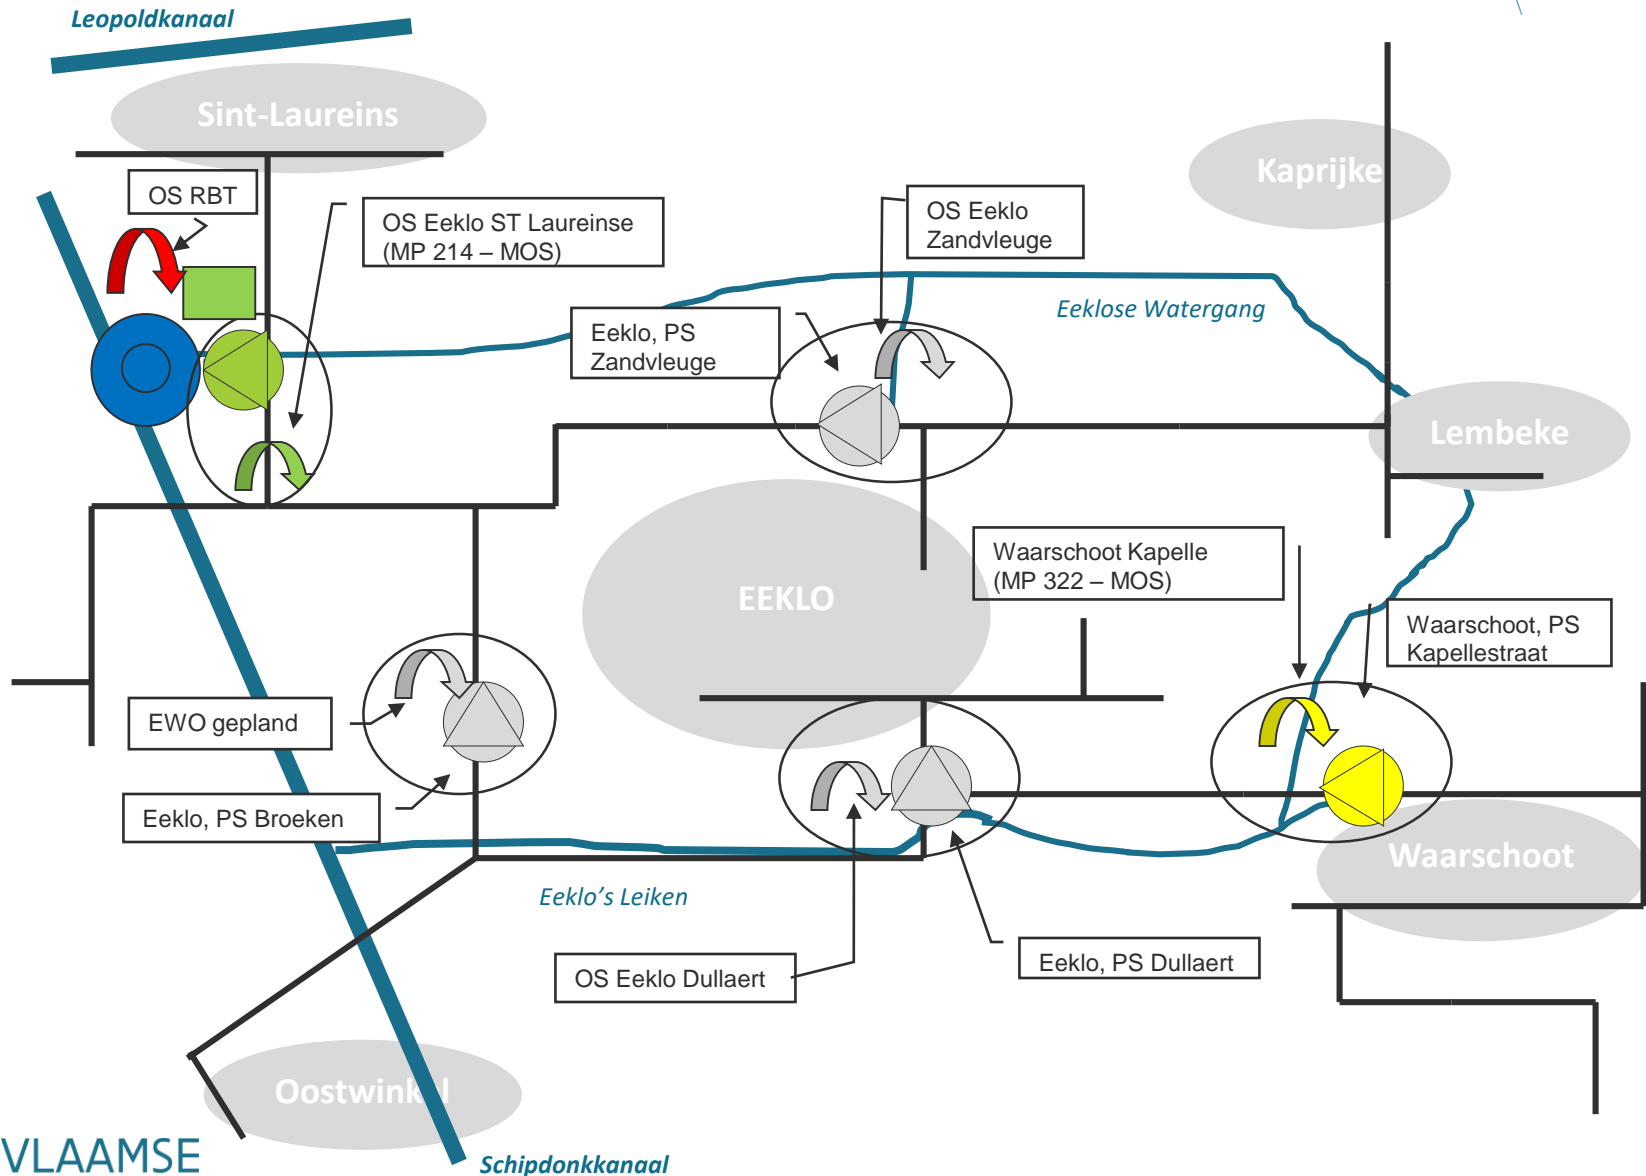 Leopoldkanaal
Sint-Laureins
Kaprijke
OS RBT
OS Eeklo ST Laureinse
(MP 214 – MOS)
OS Eeklo
Zandvleuge
Eeklose Watergang
Eeklo, PS
Zandvleuge
Lembeke
Waarschoot Kapelle
(MP 322 – MOS)
EEKLO
Waarschoot, PS
Kapellestraat
EWO gepland
Eeklo, PS Broeken
Waarschoot
Eeklo’s Leiken
OS Eeklo Dullaert
Eeklo, PS Dullaert
Oostwinkel
VLAAMSE
Schipdonkkanaal